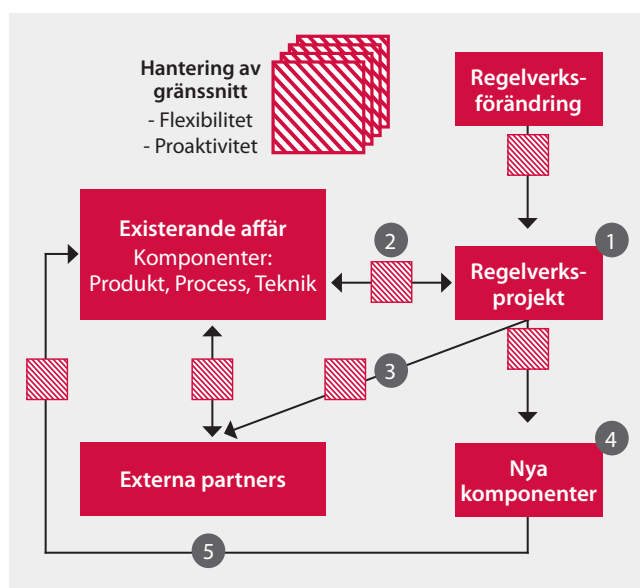 Hantering av
gränssnitt
- Flexibilitet
- Proaktivitet
Regelverks-
förändring
Existerande affär
Komponenter:
Produkt, Process, Teknik
2
1
Regelverks-
projekt
3
Externa partners
4
Nya
komponenter
5